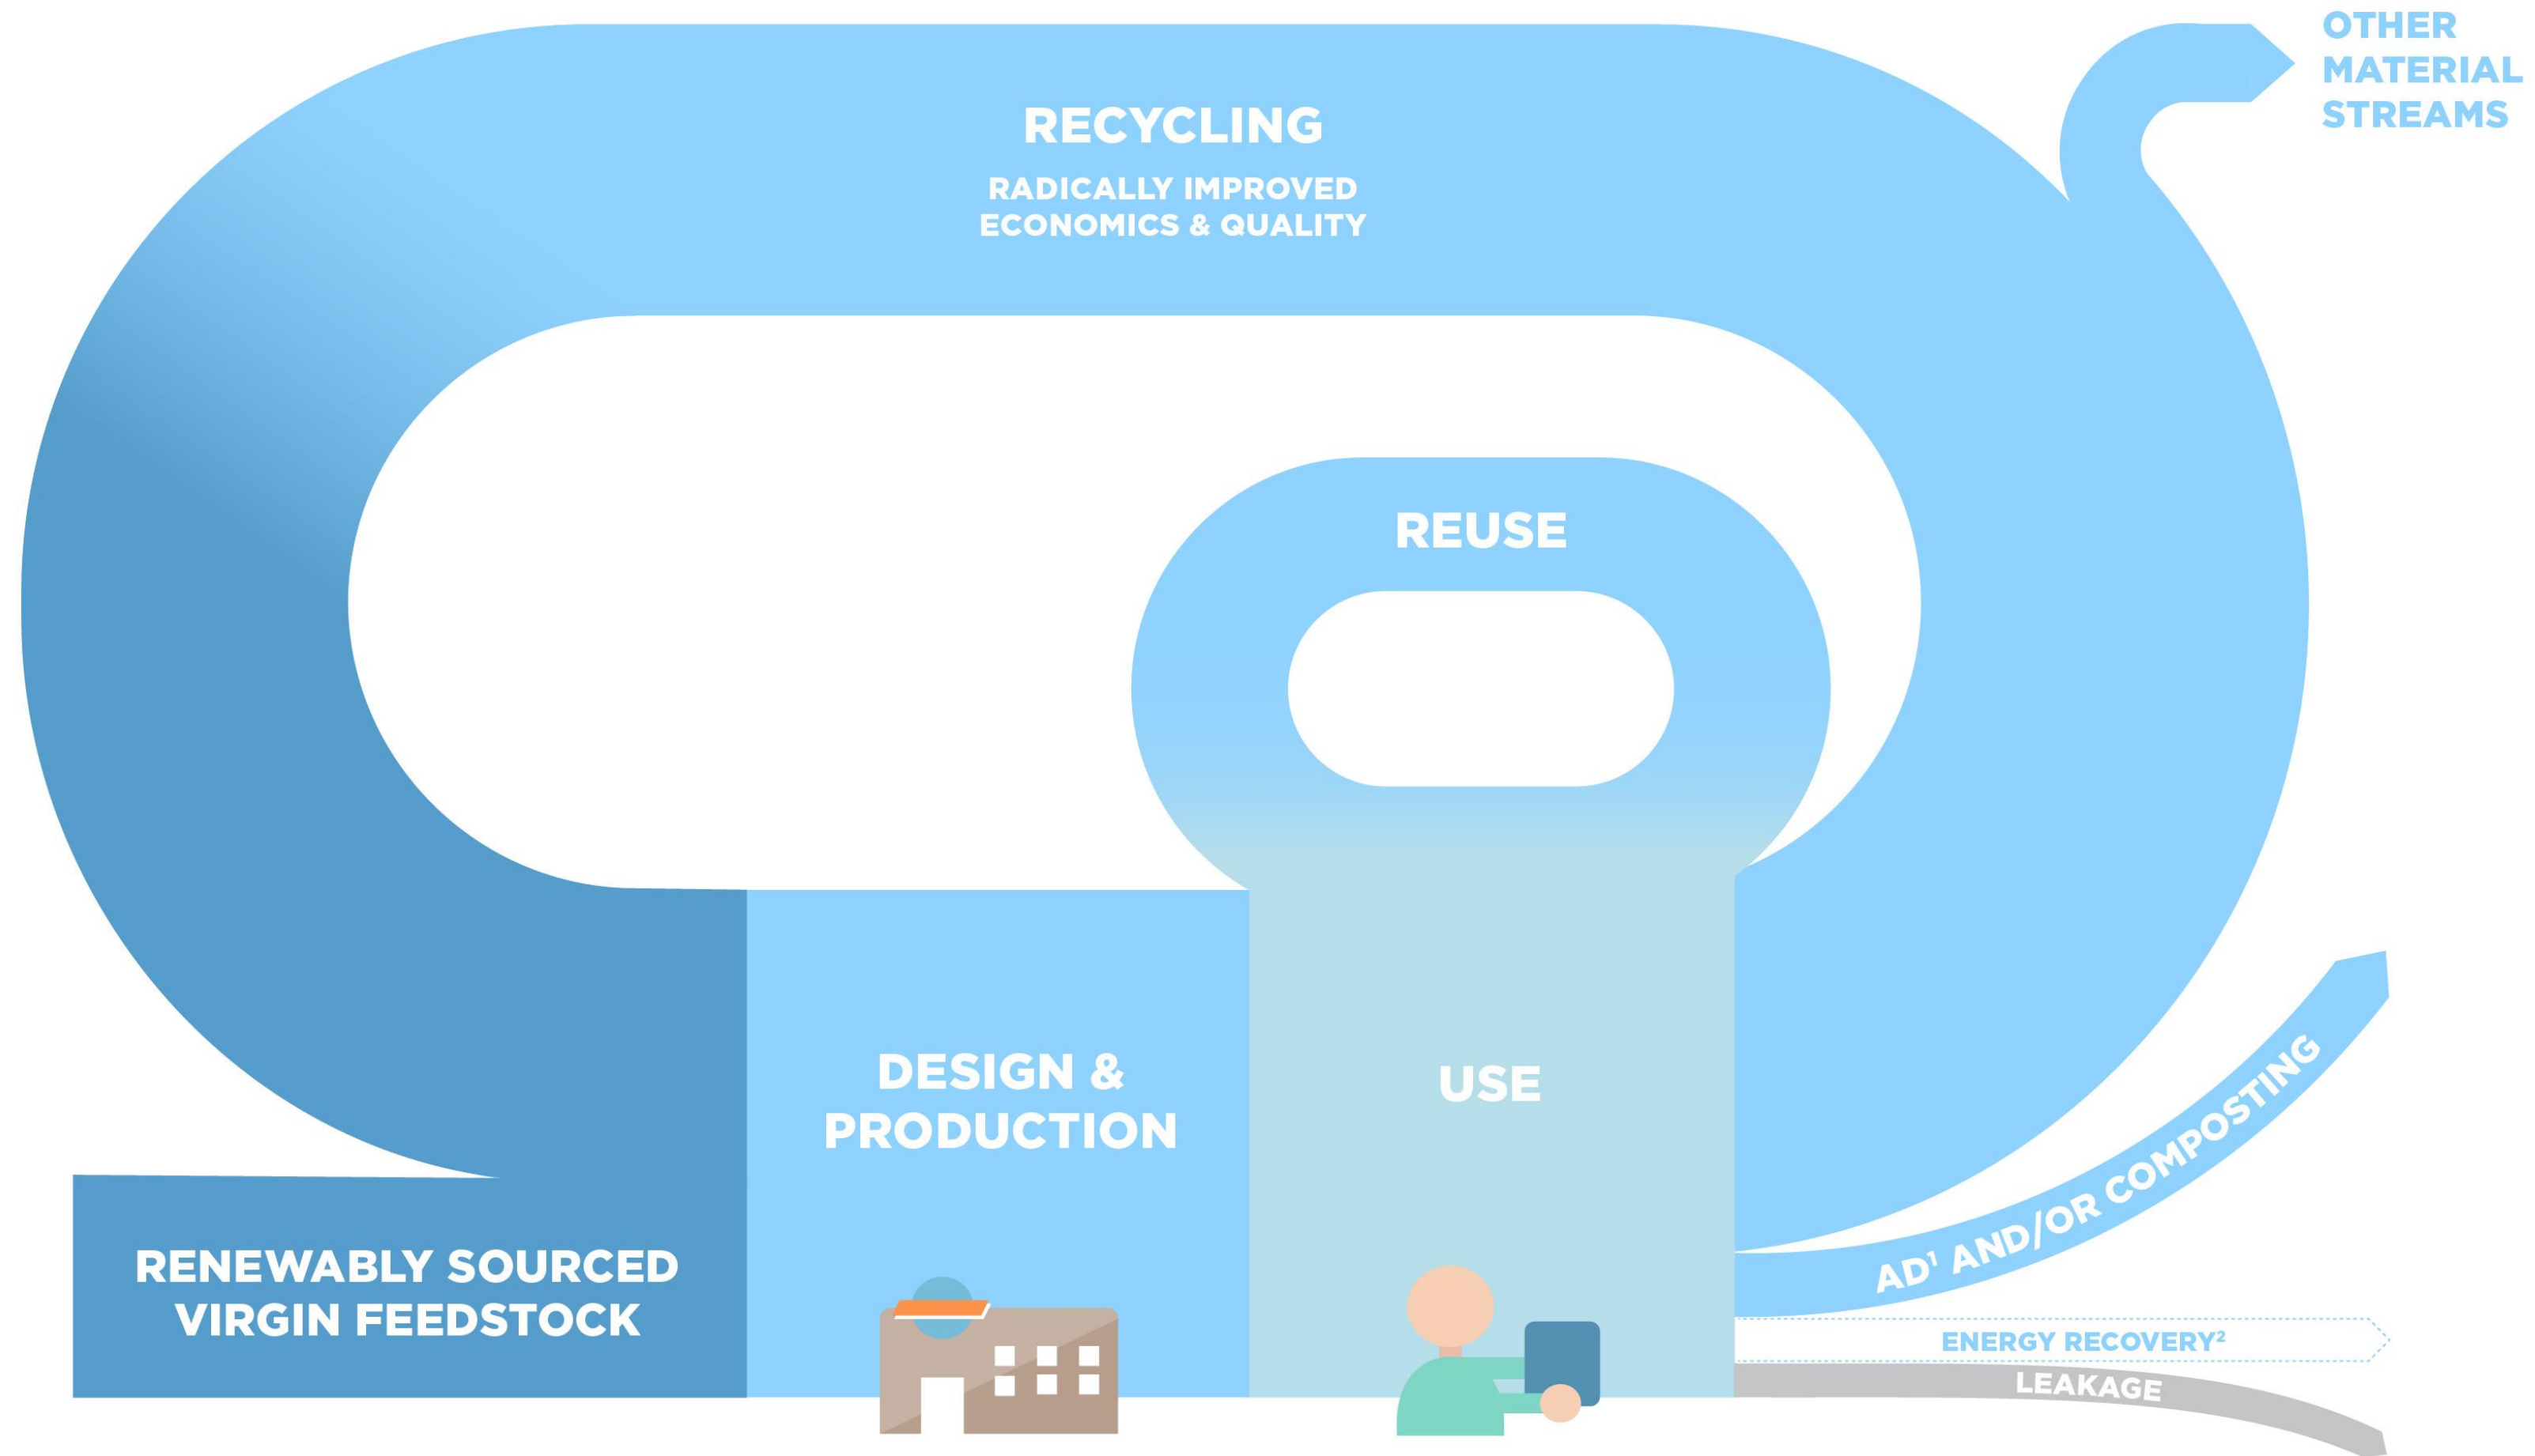 OTHER
MATERIAL
STREAMS
RECYCLING
RADICALLY IMPROVED
ECONOMICS & QUALITY
REUSE
DESIGN &
PRODUCTION
USE
RENEWABLY SOURCED
VIRGIN FEEDSTOCK
AD¹ AND/OR COMPOSTING
ENERGY RECOVERY²
LEAKAGE